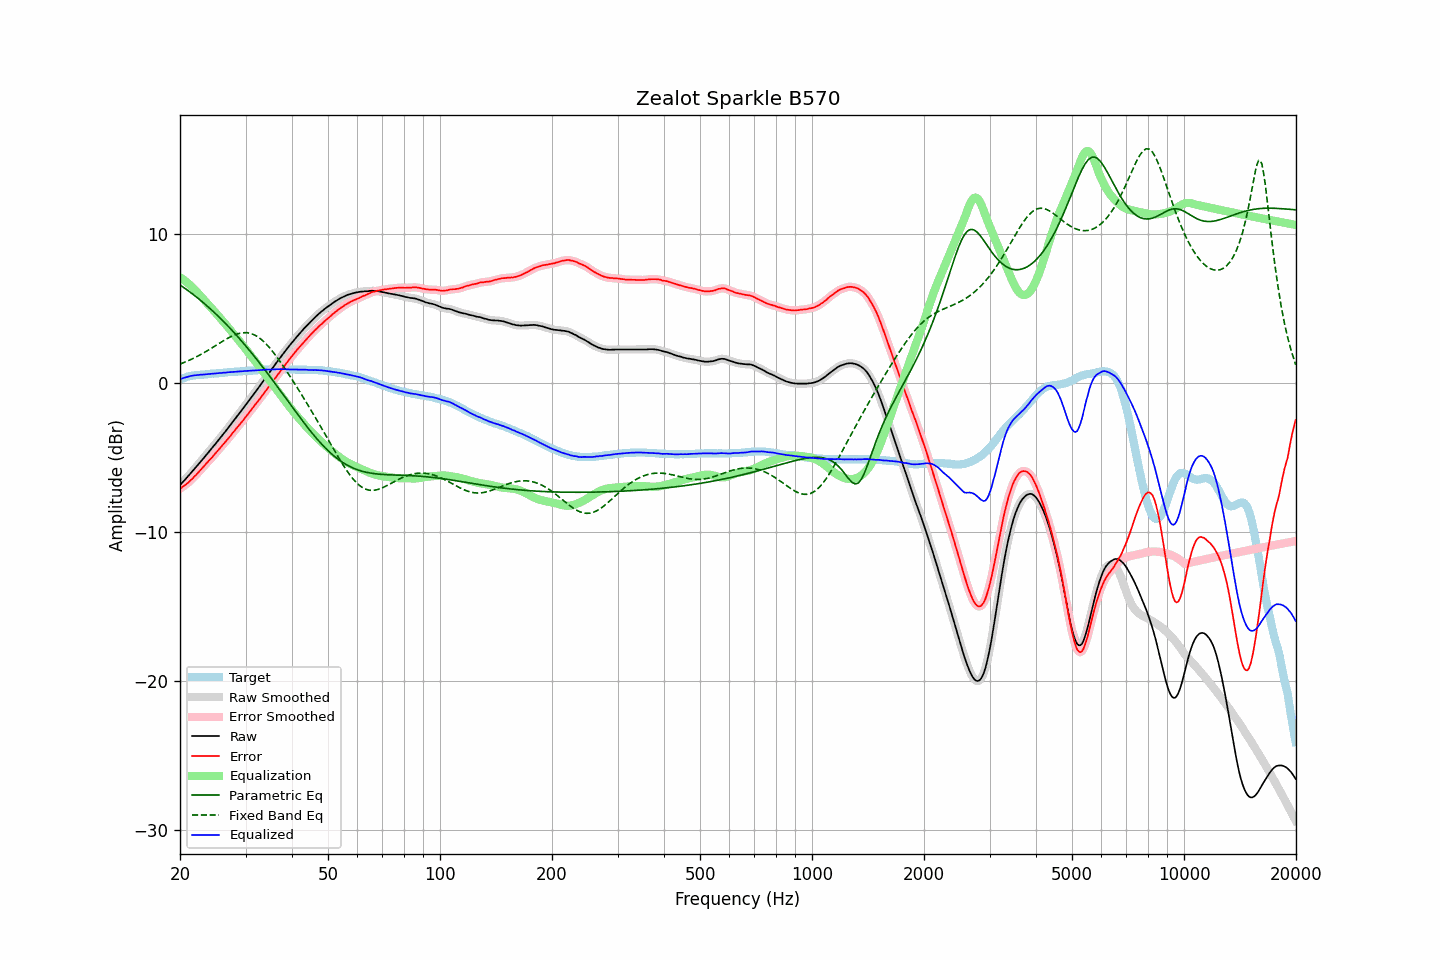 Zealot Sparkle B570
Amplitude (dBr)
10
0
−10
−20
−30
Target
Raw Smoothed
Error Smoothed
Raw
Error
Equalization
Parametric Eq
Fixed Band Eq
Equalized
20 50 100 200 500 1000 2000 5000 10000 20000
Frequency (Hz)